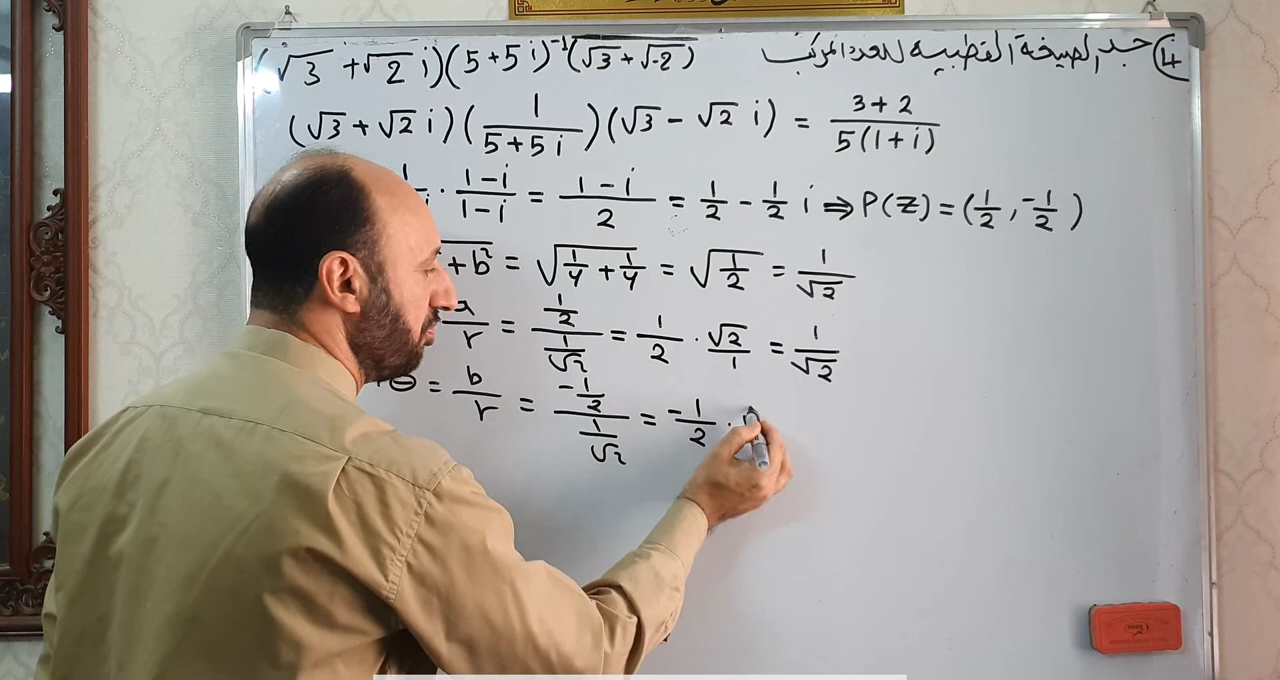 ④ جد الصيغة القطبية للعدد المركب (√3 + √2 i)(5+5i)⁻¹(‾√3 + √-2‾)
(√3 + √2 i)(1/(5+5i))(√3 - √2 i) = (3+2)/(5(1+i))
· (1-i)/(1-i) = (1-i)/2 = 1/2 - 1/2 i ⇒ P(Z) = (1/2, -1/2)
+b² = √(1/4 + 1/4) = √(1/2) = 1/√2
a/r = (1/2)/(1/√2) = 1/2 · √2/1 = 1/√2
θ = b/r = (-1/2)/(1/√2) = -1/2 ·